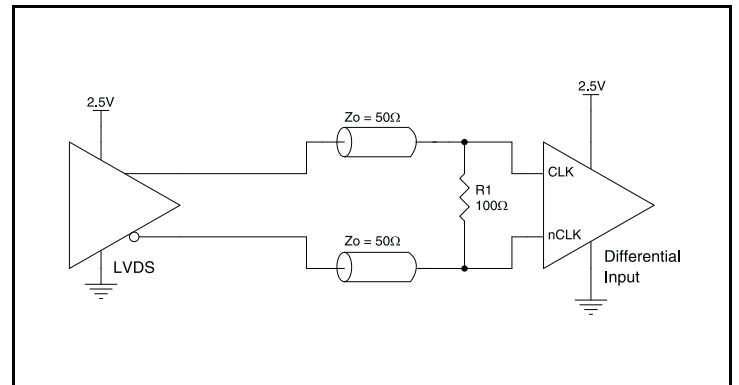 2.5V
LVDS
Zo = 50Ω
Zo = 50Ω
R1
100Ω
2.5V
CLK
nCLK
Differential
Input